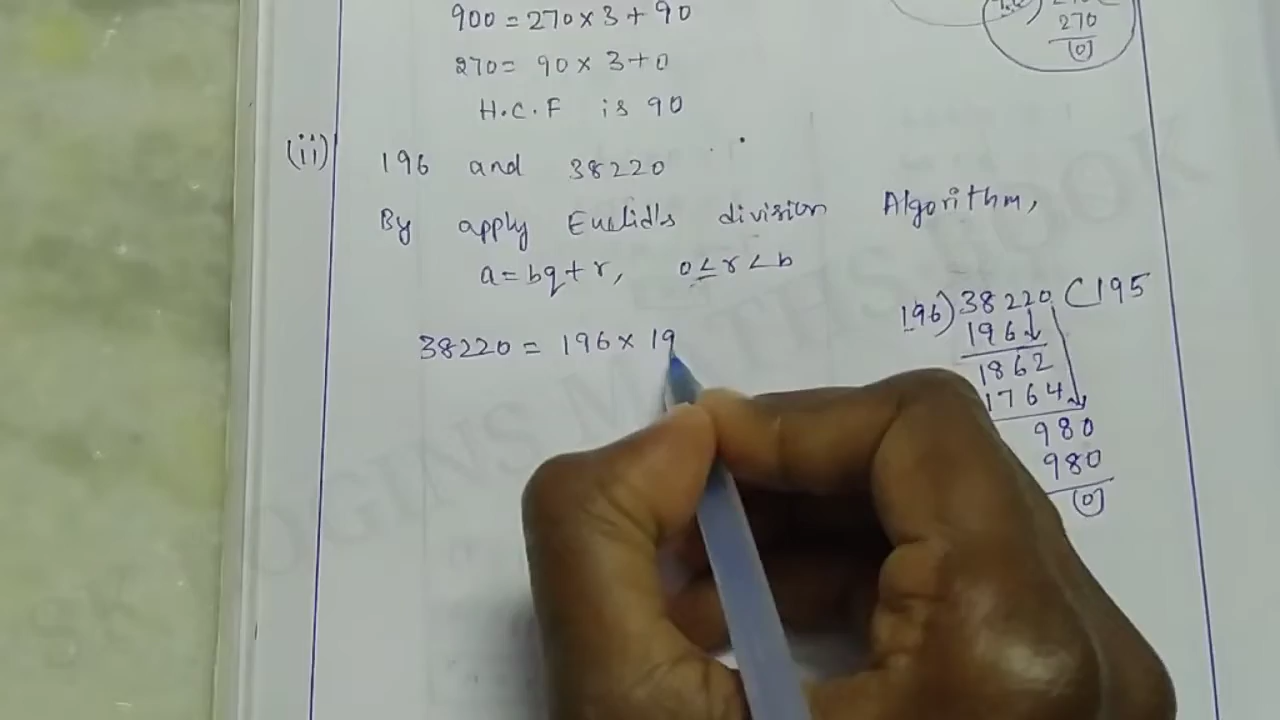 900 = 270 × 3 + 90
270 = 90 × 3 + 0
H.C.F is 90
270
(0)
(ii) 196 and 38220
By apply Euclid's division Algorithm,
a = bq + r, 0 ≤ r < b
38220 = 196 × 19
196) 38220 (195
196
1862
1764
980
980
(0)